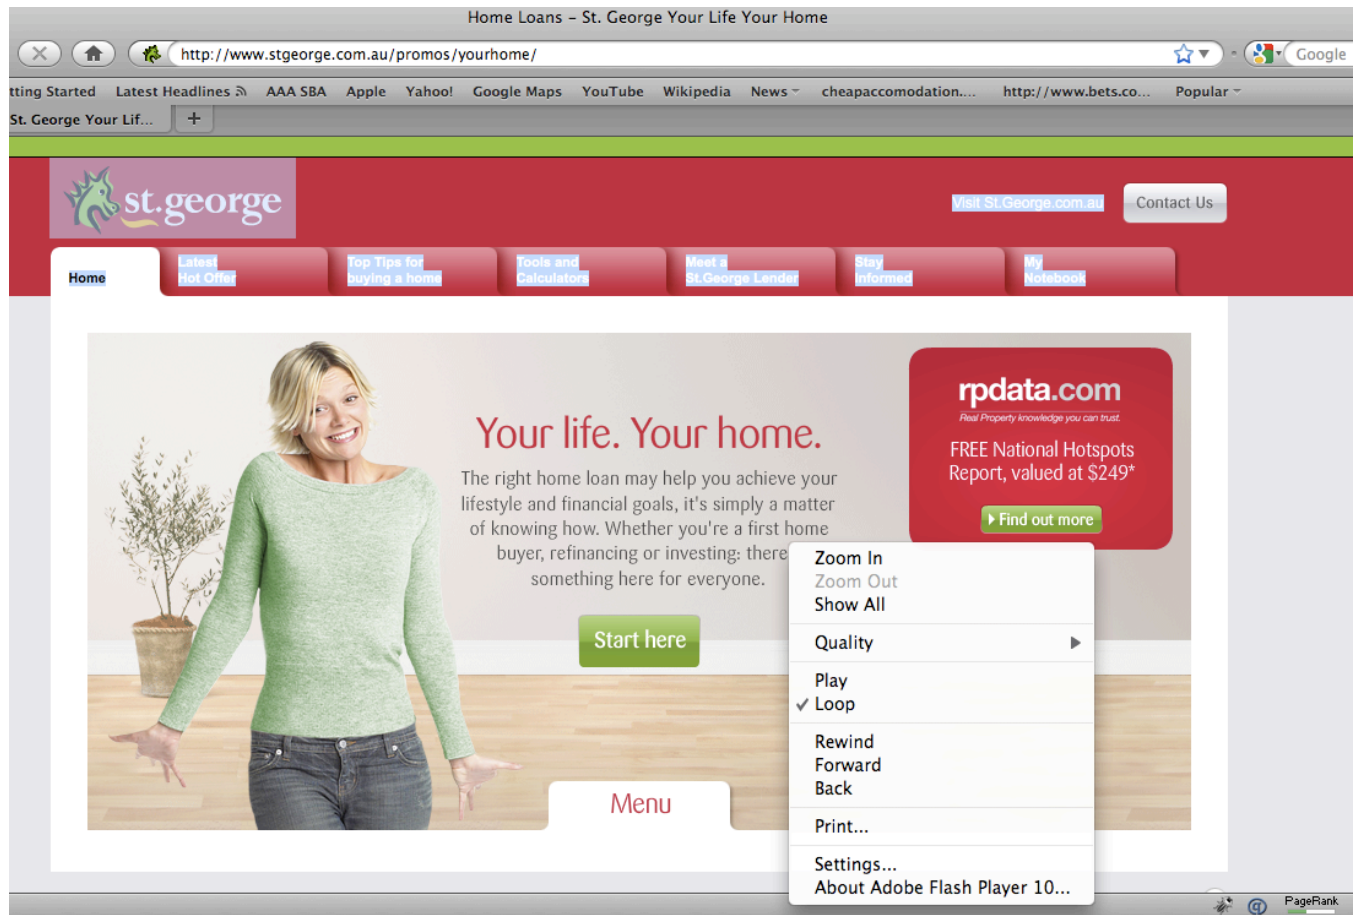 Home Loans – St. George Your Life Your Home
http://www.stgeorge.com.au/promos/yourhome/
Google
tting Started Latest Headlines AAA SBA Apple Yahoo! Google Maps YouTube Wikipedia News cheapaccomodation.... http://www.bets.co... Popular
St. George Your Lif... +
st.george
Visit St.George.com.au
Contact Us
Home
Latest
Hot Offer
Top Tips for
buying a home
Tools and
Calculators
Meet a
St.George Lender
Stay
Informed
My
Notebook
rpdata.com
Real Property knowledge you can trust.
FREE National Hotspots
Report, valued at $249*
Find out more
Your life. Your home.
The right home loan may help you achieve your
lifestyle and financial goals, it's simply a matter
of knowing how. Whether you're a first home
buyer, refinancing or investing: there
something here for everyone.
Start here
Menu
Zoom In
Zoom Out
Show All
Quality
Play
Loop
Rewind
Forward
Back
Print...
Settings...
About Adobe Flash Player 10...
PageRank